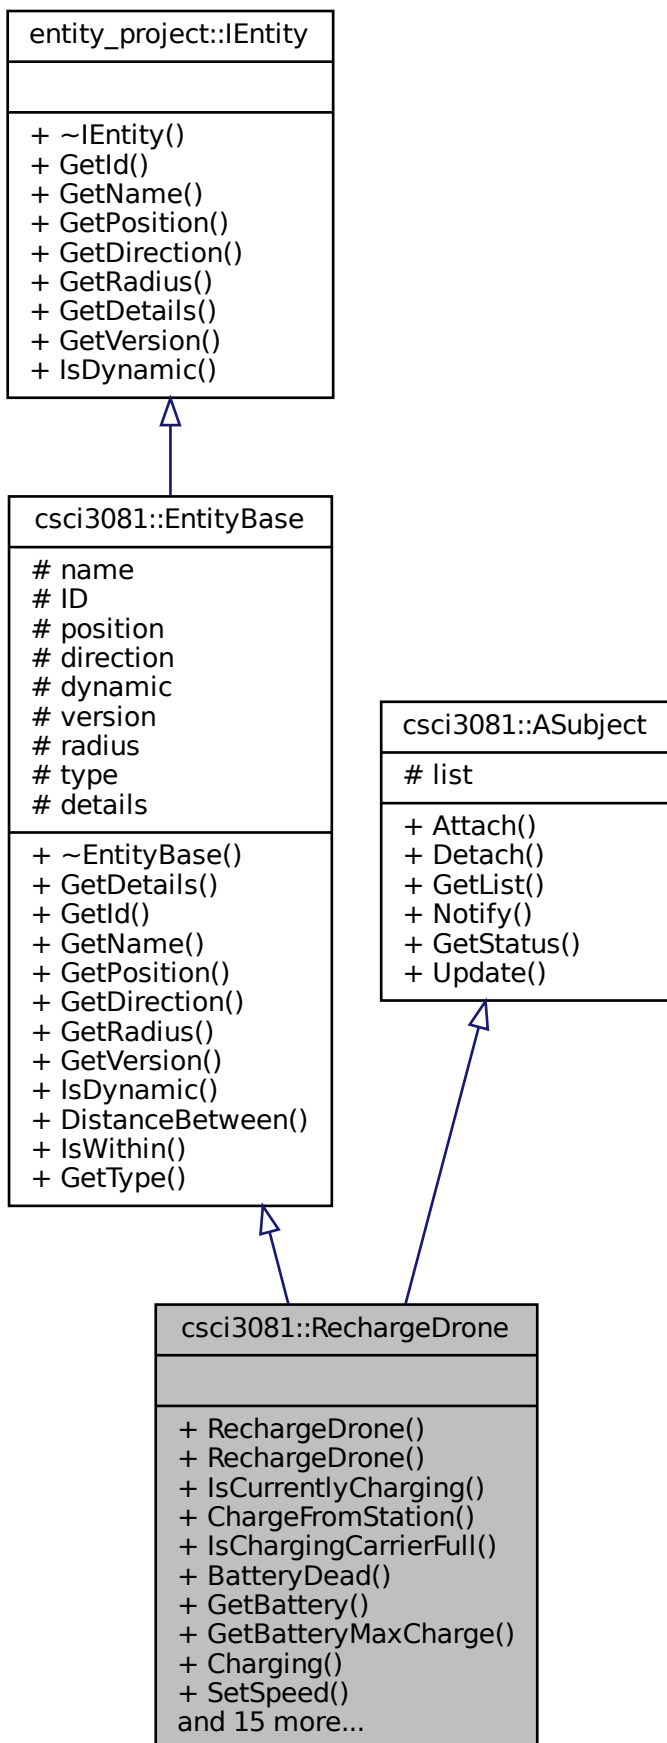 entity_project::IEntity
+ ~IEntity()
+ GetId()
+ GetName()
+ GetPosition()
+ GetDirection()
+ GetRadius()
+ GetDetails()
+ GetVersion()
+ IsDynamic()
csci3081::EntityBase
# name
# ID
# position
# direction
# dynamic
# version
# radius
# type
# details
+ ~EntityBase()
+ GetDetails()
+ GetId()
+ GetName()
+ GetPosition()
+ GetDirection()
+ GetRadius()
+ GetVersion()
+ IsDynamic()
+ DistanceBetween()
+ IsWithin()
+ GetType()
csci3081::ASubject
# list
+ Attach()
+ Detach()
+ GetList()
+ Notify()
+ GetStatus()
+ Update()
csci3081::RechargeDrone
+ RechargeDrone()
+ RechargeDrone()
+ IsCurrentlyCharging()
+ ChargeFromStation()
+ IsChargingCarrierFull()
+ BatteryDead()
+ GetBattery()
+ GetBatteryMaxCharge()
+ Charging()
+ SetSpeed()
and 15 more...